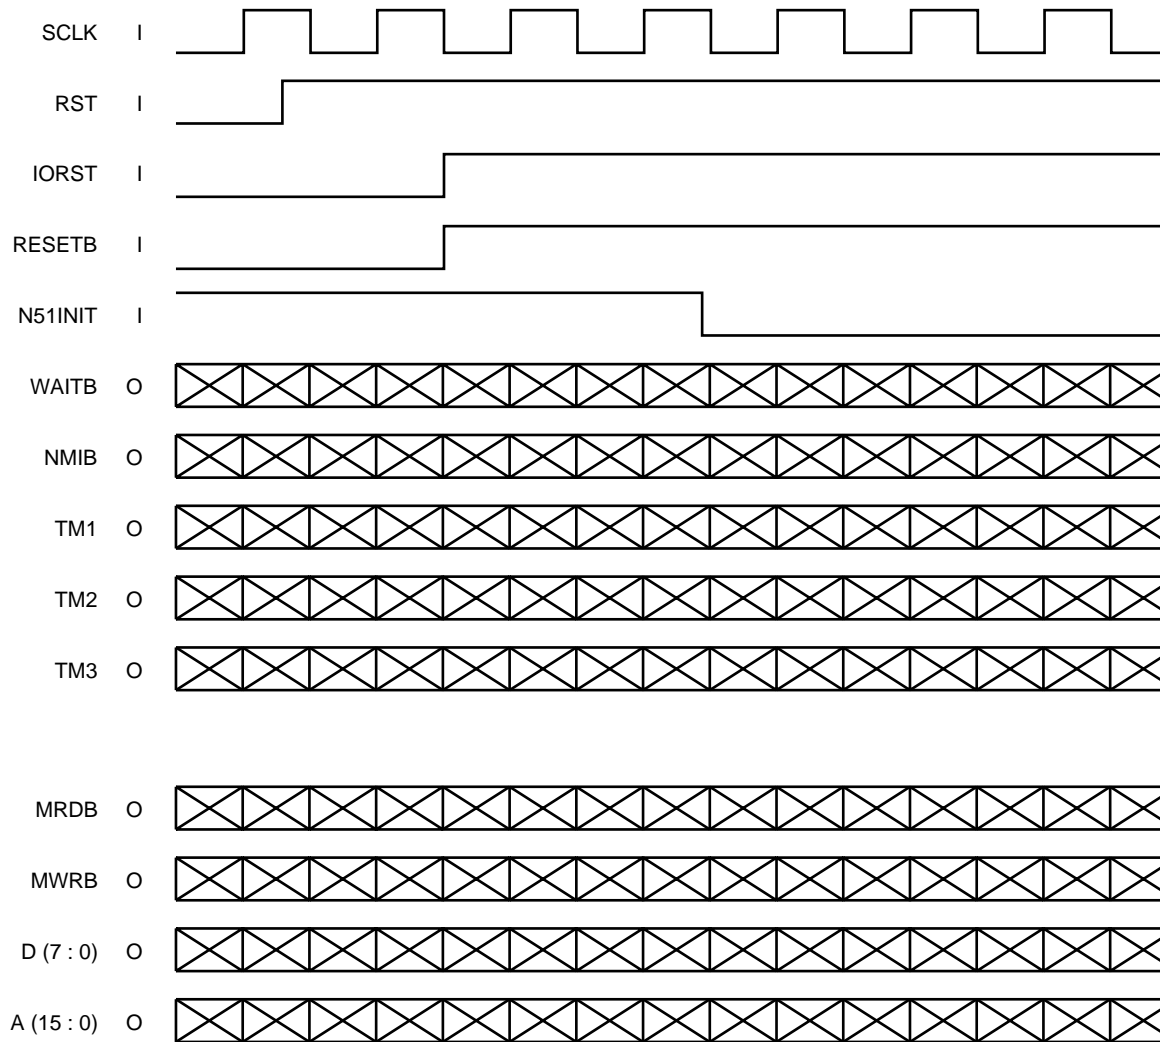 SCLK I
RST I
IORST I
RESETB I
N51INIT I
WAITB O
NMIB O
TM1 O
TM2 O
TM3 O
MRDB O
MWRB O
D (7 : 0) O
A (15 : 0) O